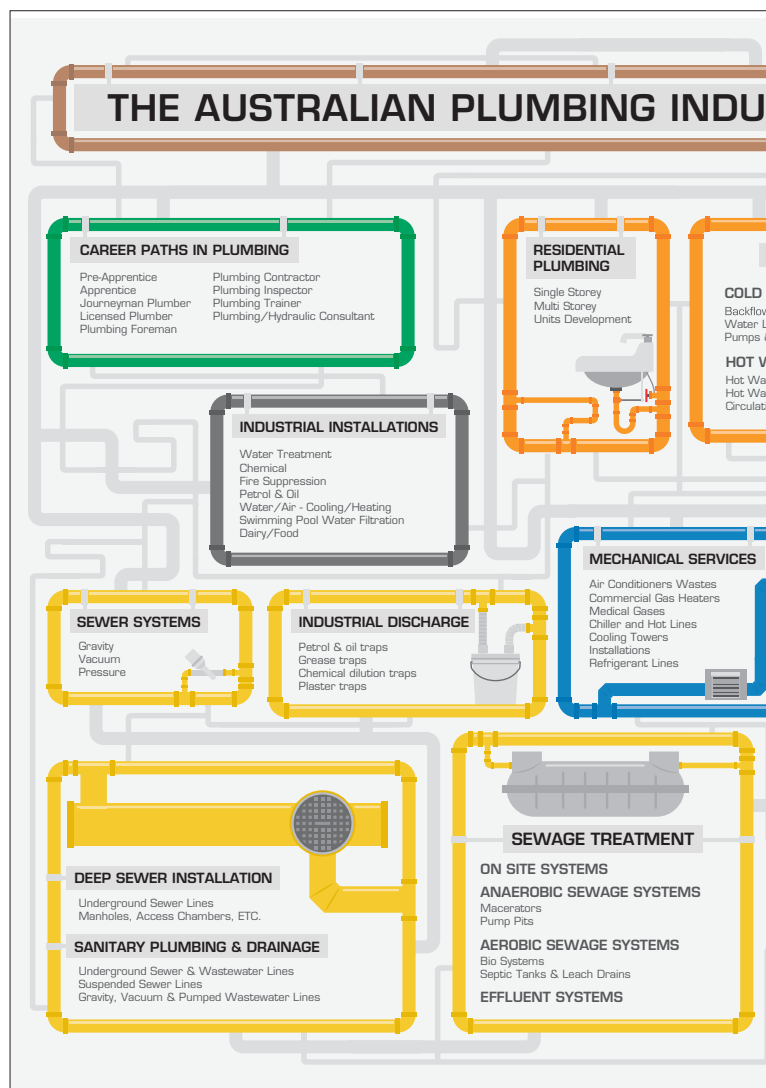 THE AUSTRALIAN PLUMBING INDU
CAREER PATHS IN PLUMBING
Pre-Apprentice
Apprentice
Journeyman Plumber
Licensed Plumber
Plumbing Foreman
Plumbing Contractor
Plumbing Inspector
Plumbing Trainer
Plumbing/Hydraulic Consultant
RESIDENTIAL
PLUMBING
Single Storey
Multi Storey
Units Development
COLD
Backflow
Water L
Pumps &
HOT W
Hot Wa
Hot Wa
Circulati
INDUSTRIAL INSTALLATIONS
Water Treatment
Chemical
Fire Suppression
Petrol & Oil
Water/Air - Cooling/Heating
Swimming Pool Water Filtration
Dairy/Food
MECHANICAL SERVICES
Air Conditioners Wastes
Commercial Gas Heaters
Medical Gases
Chiller and Hot Lines
Cooling Towers
Installations
Refrigerant Lines
SEWER SYSTEMS
Gravity
Vacuum
Pressure
INDUSTRIAL DISCHARGE
Petrol & oil traps
Grease traps
Chemical dilution traps
Plaster traps
DEEP SEWER INSTALLATION
Underground Sewer Lines
Manholes, Access Chambers, ETC.
SANITARY PLUMBING & DRAINAGE
Underground Sewer & Wastewater Lines
Suspended Sewer Lines
Gravity, Vacuum & Pumped Wastewater Lines
SEWAGE TREATMENT
ON SITE SYSTEMS
ANAEROBIC SEWAGE SYSTEMS
Macerators
Pump Pits
AEROBIC SEWAGE SYSTEMS
Bio Systems
Septic Tanks & Leach Drains
EFFLUENT SYSTEMS